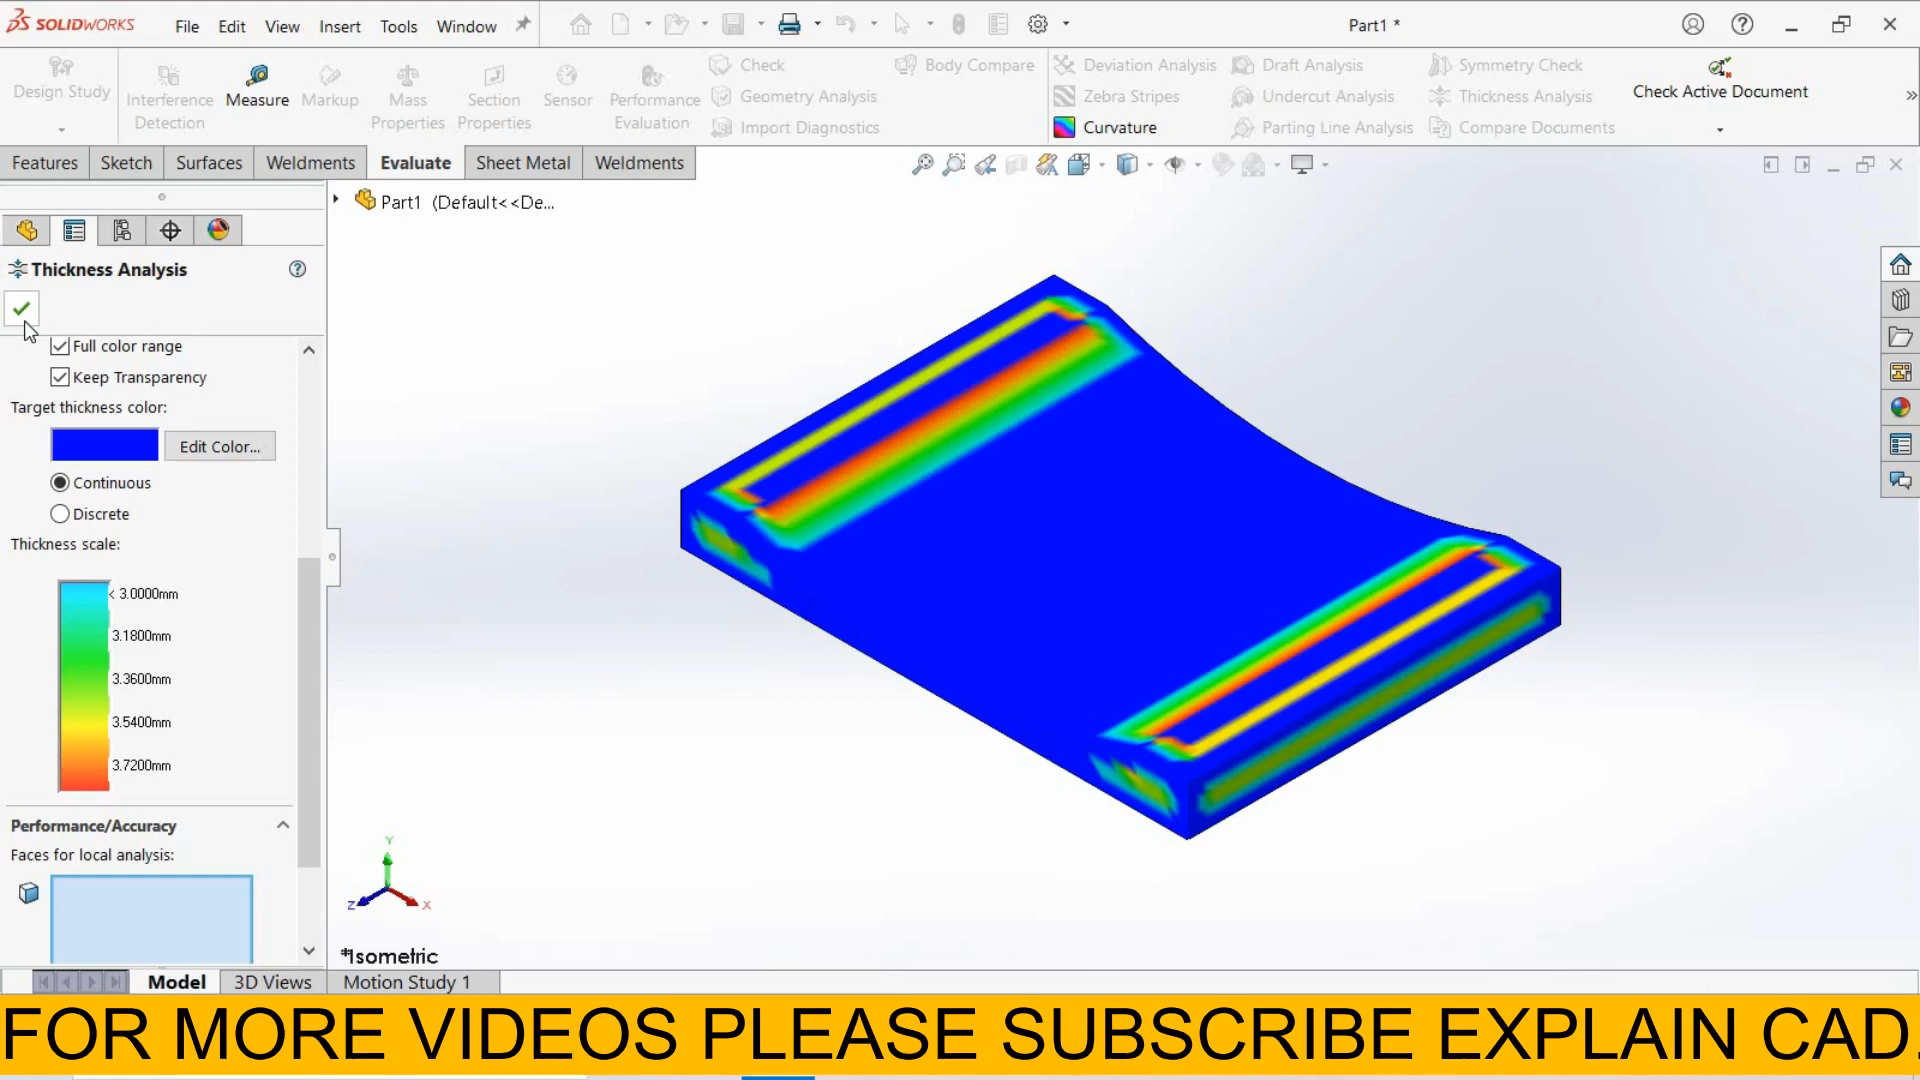 SOLIDWORKS File Edit View Insert Tools Window Part1 *
Design Study
Interference Detection
Measure
Markup
Mass Properties
Section Properties
Sensor
Performance Evaluation
Check
Geometry Analysis
Import Diagnostics
Body Compare
Deviation Analysis
Zebra Stripes
Curvature
Draft Analysis
Undercut Analysis
Parting Line Analysis
Symmetry Check
Thickness Analysis
Compare Documents
Check Active Document
Features Sketch Surfaces Weldments Evaluate Sheet Metal Weldments
Part1 (Default<<De...
Thickness Analysis
Full color range
Keep Transparency
Target thickness color:
Edit Color...
Continuous
Discrete
Thickness scale:
< 3.0000mm
3.1800mm
3.3600mm
3.5400mm
3.7200mm
Performance/Accuracy
Faces for local analysis:
Y
Z
X
*Isometric
Model 3D Views Motion Study 1
FOR MORE VIDEOS PLEASE SUBSCRIBE EXPLAIN CAD.